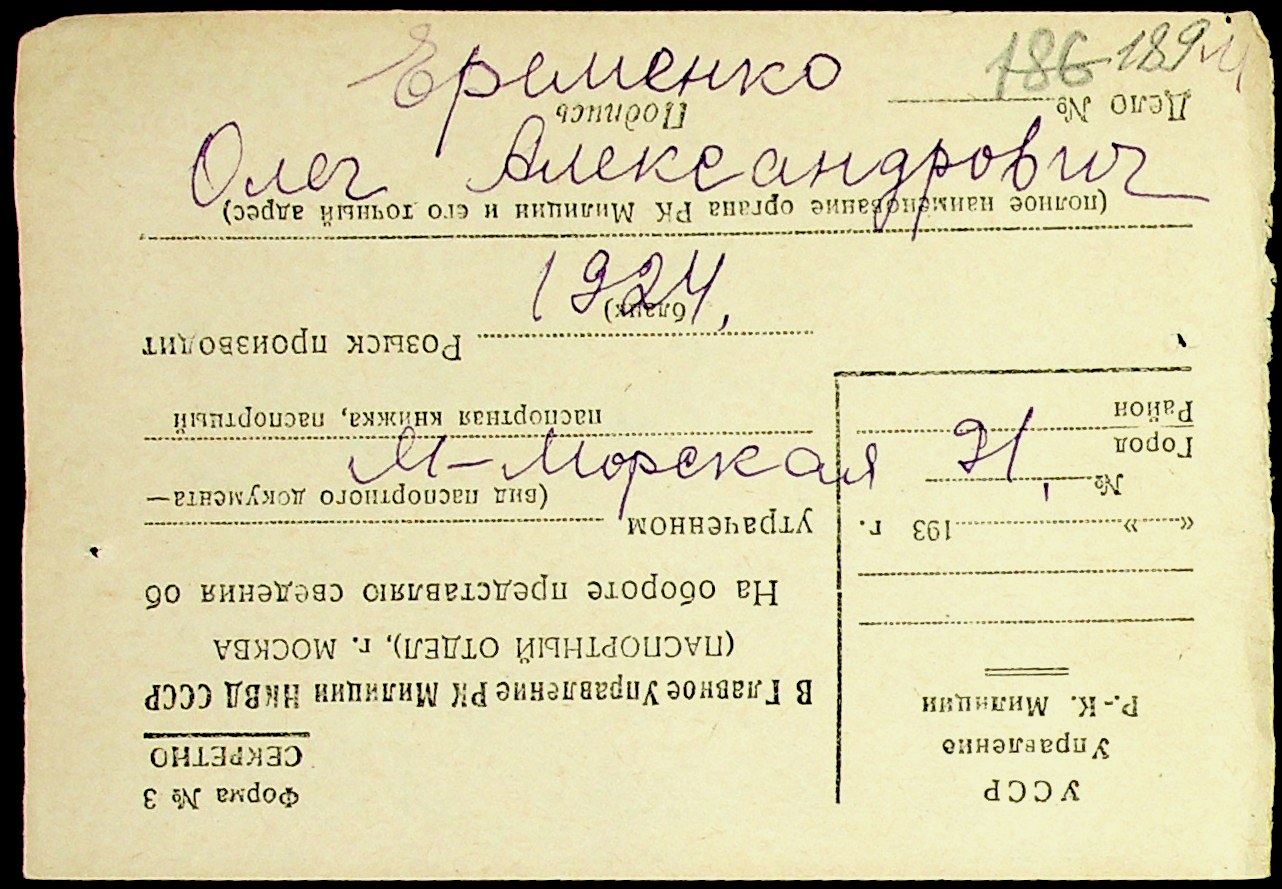 186 189
Еременко
Олег Александрович
1924,
М-Морская 21,
УССР
Управление
Р.-К. Милиции
« » 193 г.
№
Город
Район
Форма № 3
СЕКРЕТНО
В Главное Управление РК Милиции НКВД СССР
(ПАСПОРТНЫЙ ОТДЕЛ), г. МОСКВА
На обороте представляю сведения об
утраченном
(вид паспортного документа—
паспортная книжка, паспортный
бланк)
Розыск производит
(полное наименование органа РК Милиции и его точный адрес)
Дело № Подпись